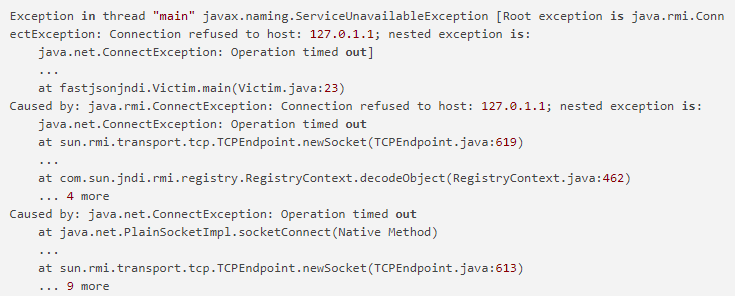 Exception in thread "main" javax.naming.ServiceUnavailableException [Root exception is java.rmi.Conn
ectException: Connection refused to host: 127.0.1.1; nested exception is:
    java.net.ConnectException: Operation timed out]
    ...
    at fastjsonjndi.Victim.main(Victim.java:23)
Caused by: java.rmi.ConnectException: Connection refused to host: 127.0.1.1; nested exception is:
    java.net.ConnectException: Operation timed out
    at sun.rmi.transport.tcp.TCPEndpoint.newSocket(TCPEndpoint.java:619)
    ...
    at com.sun.jndi.rmi.registry.RegistryContext.decodeObject(RegistryContext.java:462)
    ... 4 more
Caused by: java.net.ConnectException: Operation timed out
    at java.net.PlainSocketImpl.socketConnect(Native Method)
    ...
    at sun.rmi.transport.tcp.TCPEndpoint.newSocket(TCPEndpoint.java:613)
    ... 9 more